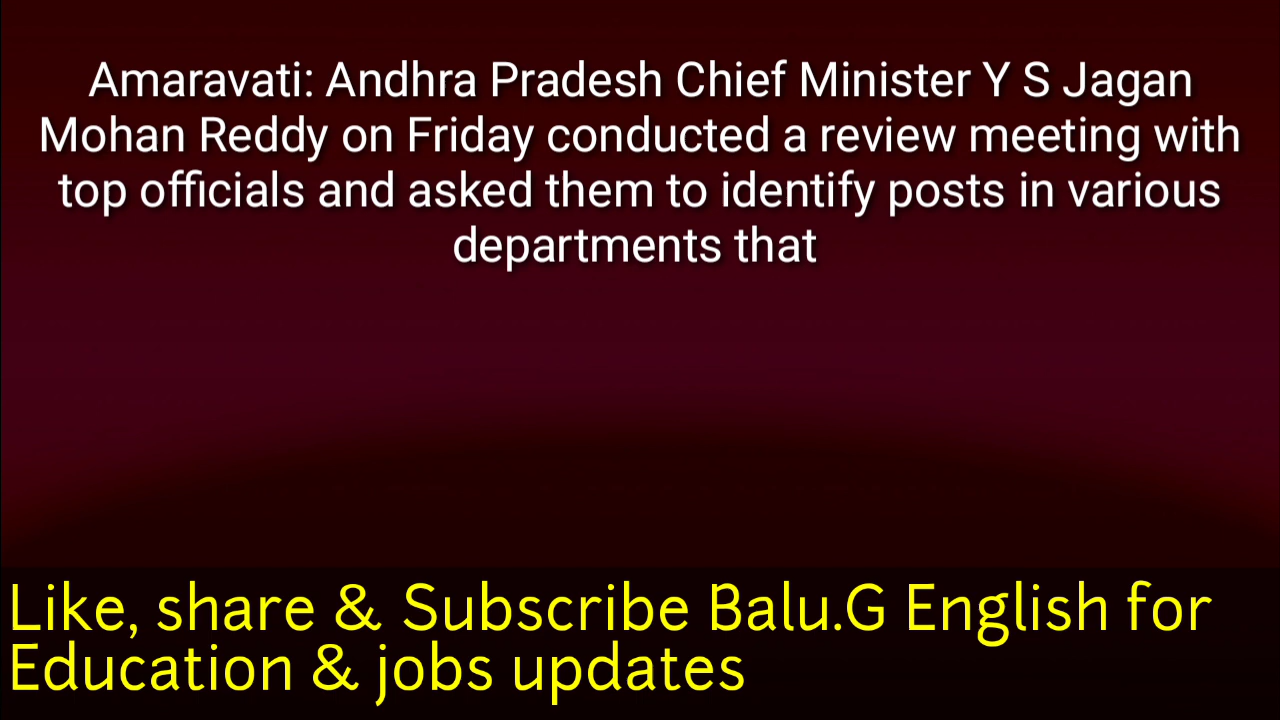 Amaravati: Andhra Pradesh Chief Minister Y S Jagan
Mohan Reddy on Friday conducted a review meeting with
top officials and asked them to identify posts in various
departments that
Like, share & Subscribe Balu.G English for
Education & jobs updates